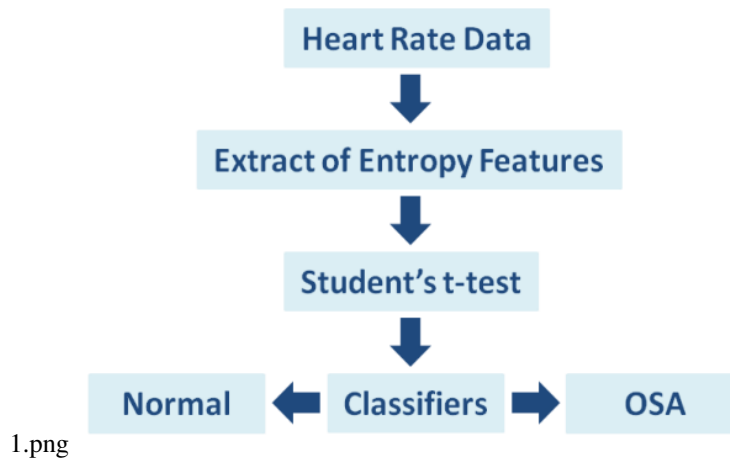 Heart Rate Data
Extract of Entropy Features
Student’s t-test
Normal
Classifiers
OSA
1.png